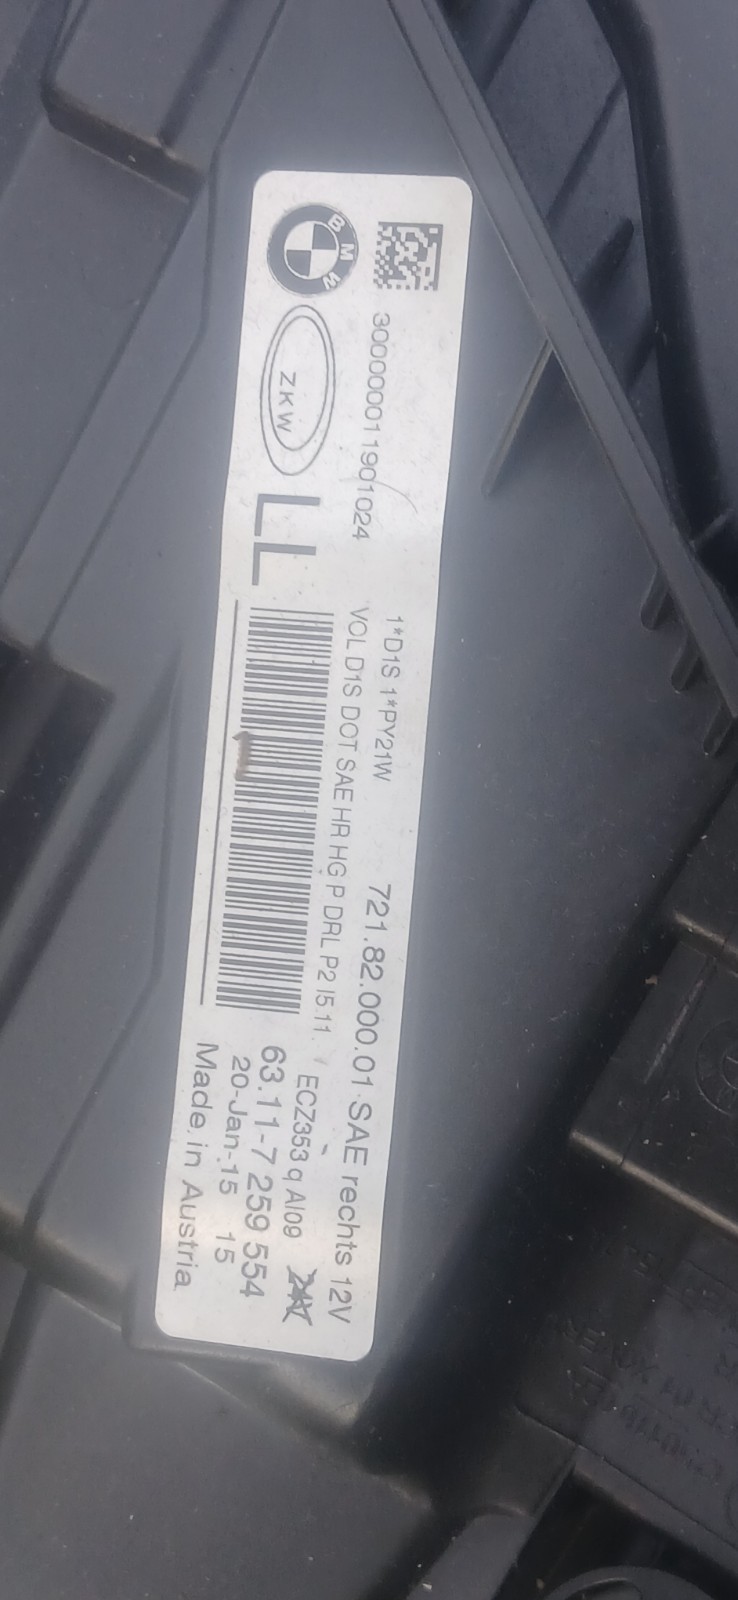 BMW
300000011901024
ZKW
LL
1*D1S 1*PY21W
VOL D1S DOT SAE HR HG P DRL P2 I5.11.
721.82.000.01 SAE rechts 12V
ECZ353 q AI09
63.11-7 259 554
20-Jan-15 15
Made in Austria